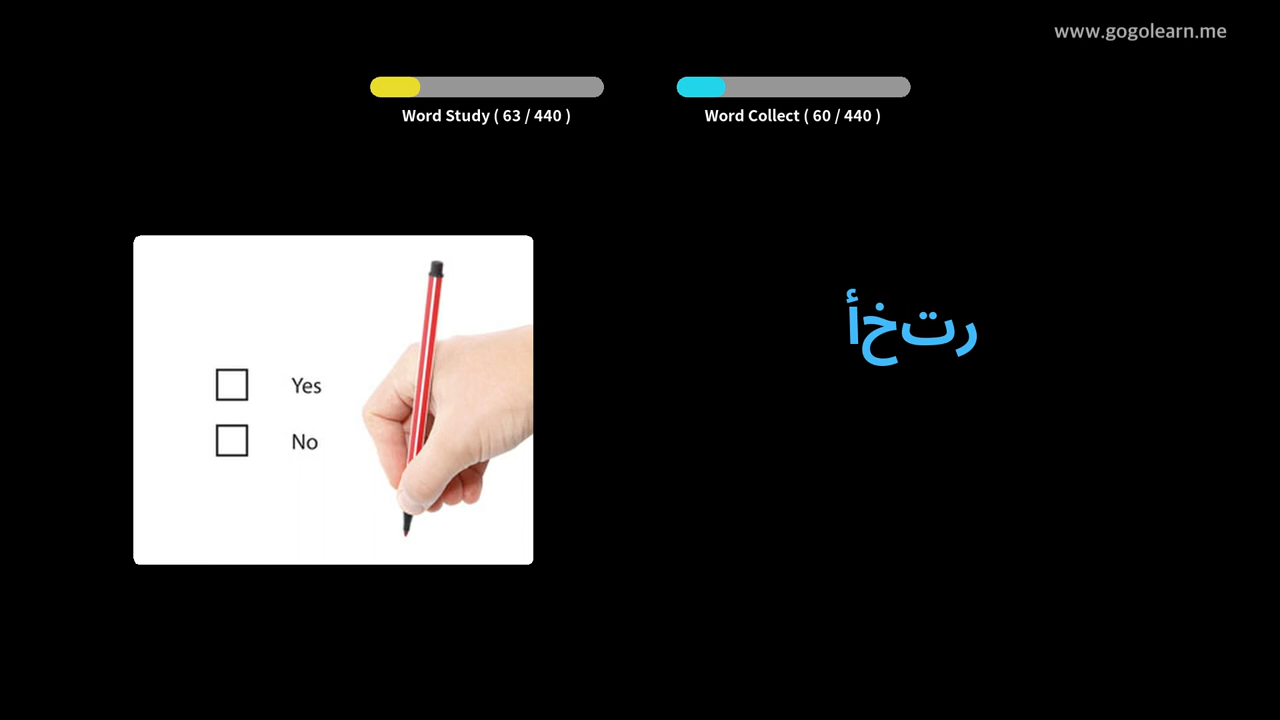 www.gogolearn.me
Word Study ( 63 / 440 )
Word Collect ( 60 / 440 )
رتخأ
Yes
No